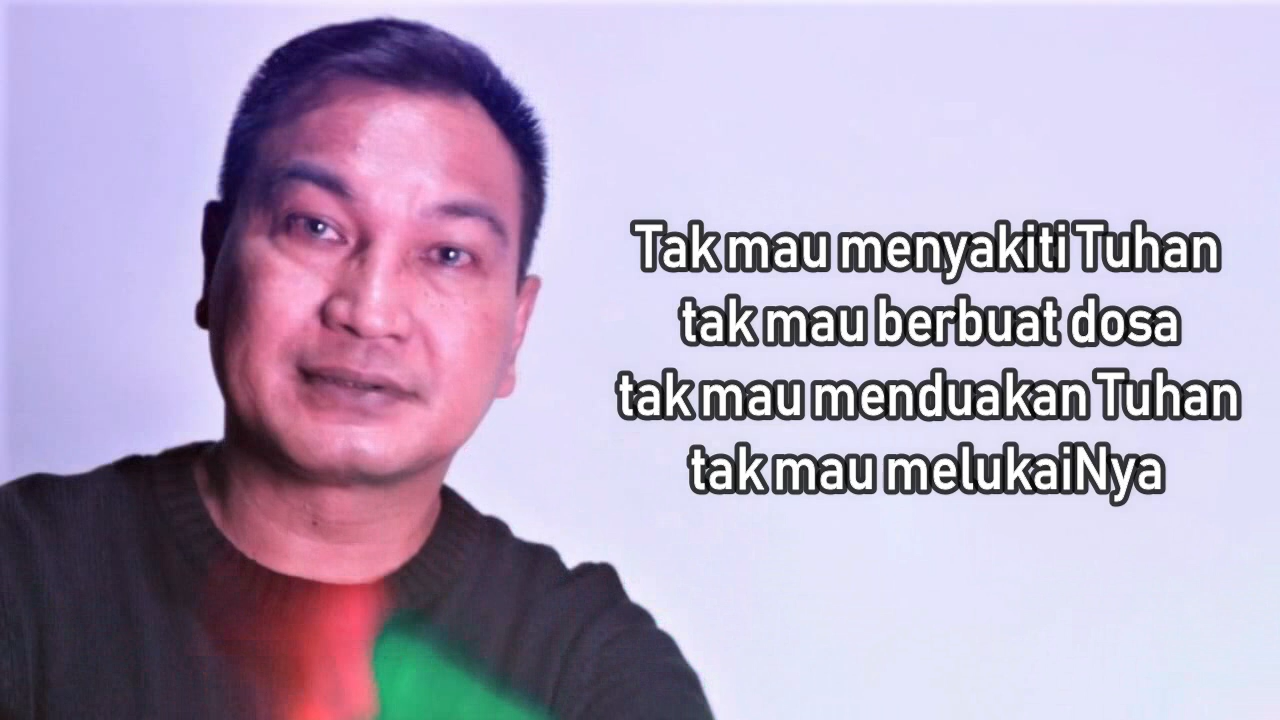 Tak mau menyakiti Tuhan
tak mau berbuat dosa
tak mau menduakan Tuhan
tak mau melukaiNya